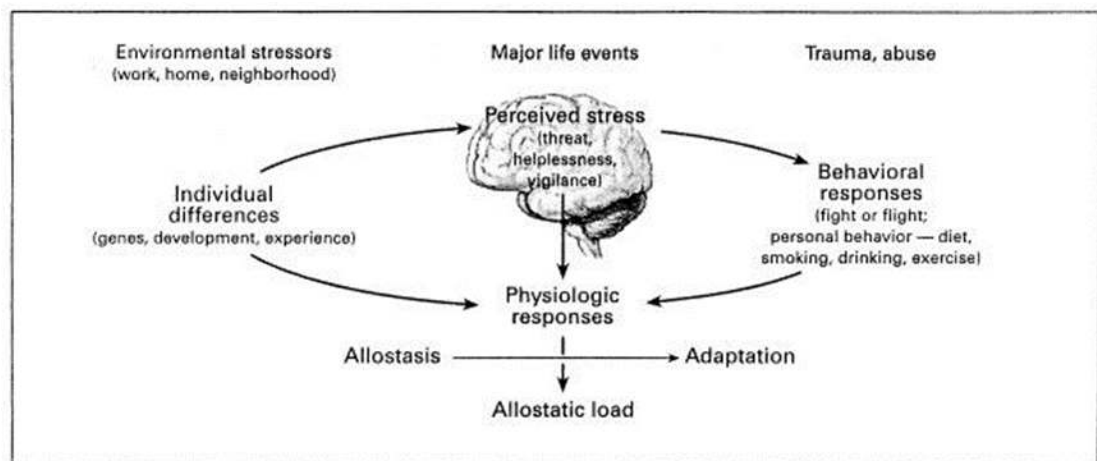 Environmental stressors
(work, home, neighborhood)
Major life events
Trauma, abuse
Perceived stress
(threat,
helplessness,
vigilance)
Individual
differences
(genes, development, experience)
Behavioral
responses
(fight or flight;
personal behavior — diet,
smoking, drinking, exercise)
Physiologic
responses
Allostasis
Adaptation
Allostatic load